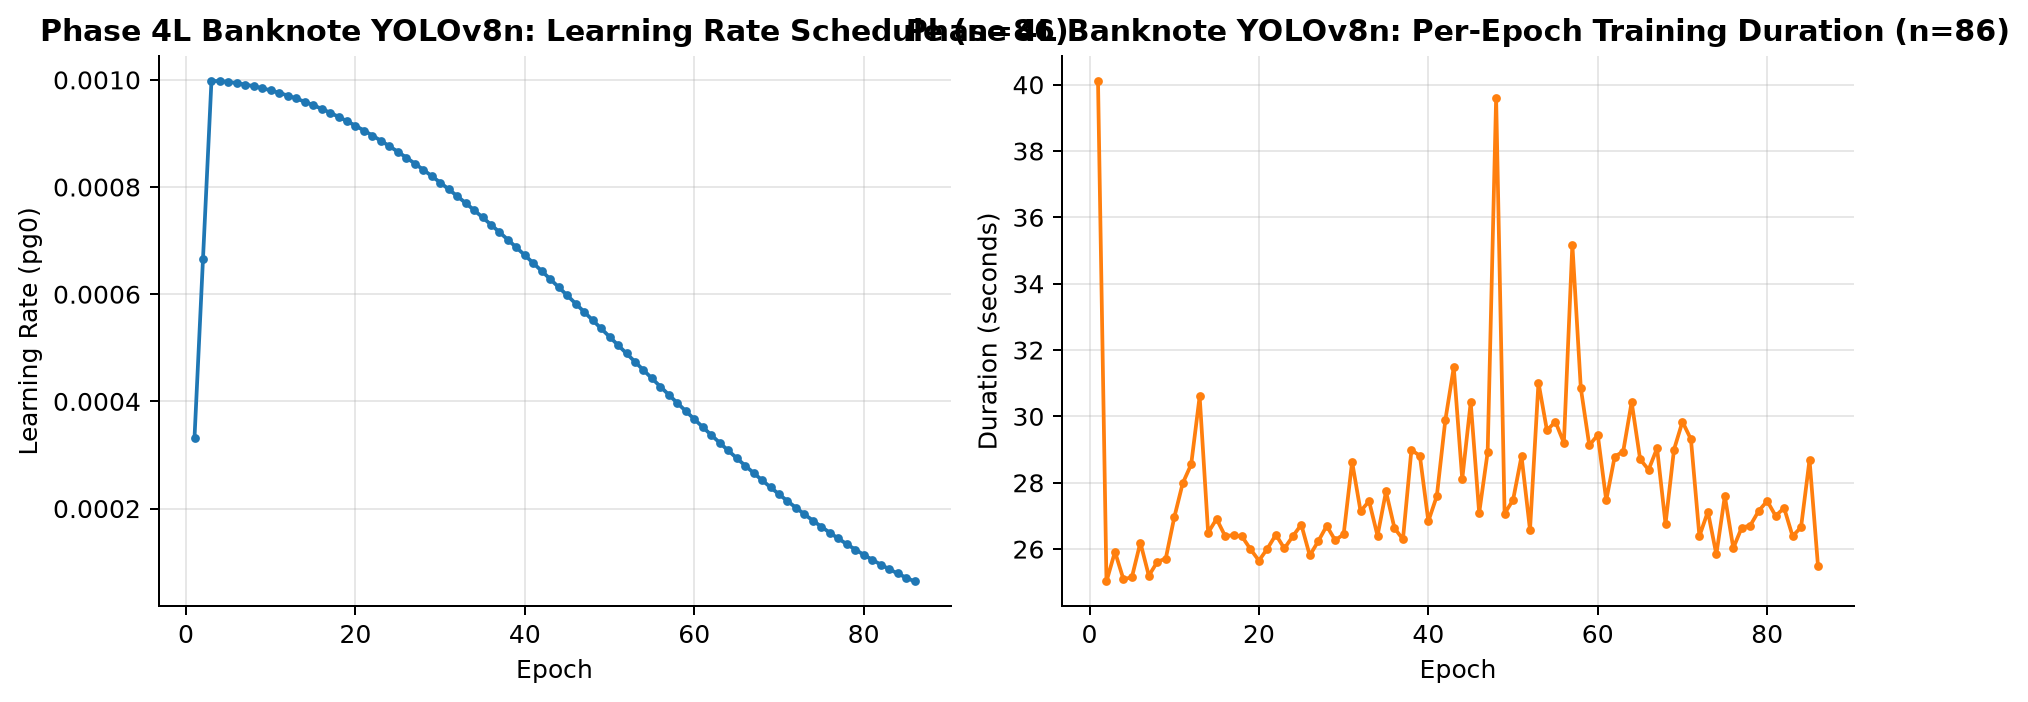 Phase 4L Banknote YOLOv8n: Learning Rate Schedule (n=86)
Learning Rate (pg0)
0.0010
0.0008
0.0006
0.0004
0.0002
0 20 40 60 80
Epoch
Phase 4L Banknote YOLOv8n: Per-Epoch Training Duration (n=86)
Duration (seconds)
40
38
36
34
32
30
28
26
0 20 40 60 80
Epoch